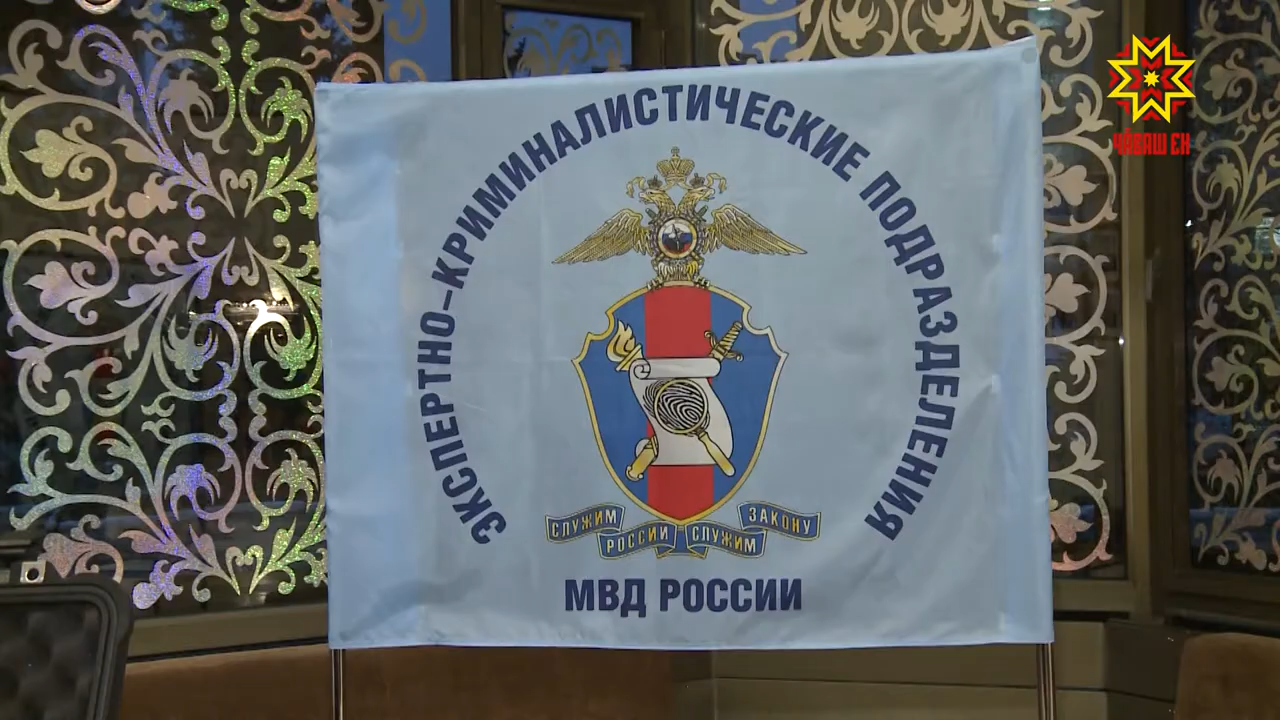 ЭКСПЕРТНО-КРИМИНАЛИСТИЧЕСКИЕ ПОДРАЗДЕЛЕНИЯ
СЛУЖИМ РОССИИ СЛУЖИМ ЗАКОНУ
МВД РОССИИ
ЧӐВАШ ЕН